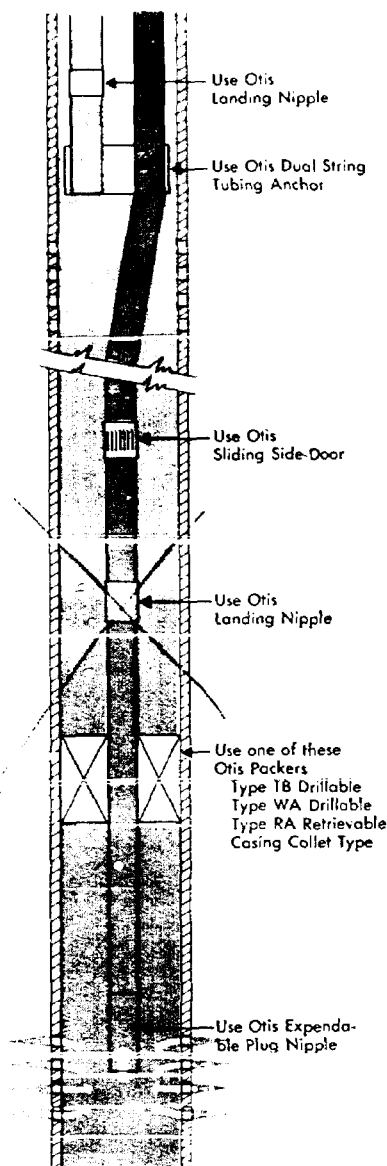 Use Otis
Landing Nipple
Use Otis Dual String
Tubing Anchor
Use Otis
Sliding Side-Door
Use Otis
Landing Nipple
Use one of these
Otis Packers
Type TB Drillable
Type WA Drillable
Type RA Retrievable
Casing Collet Type
Use Otis Expenda-
ble Plug Nipple